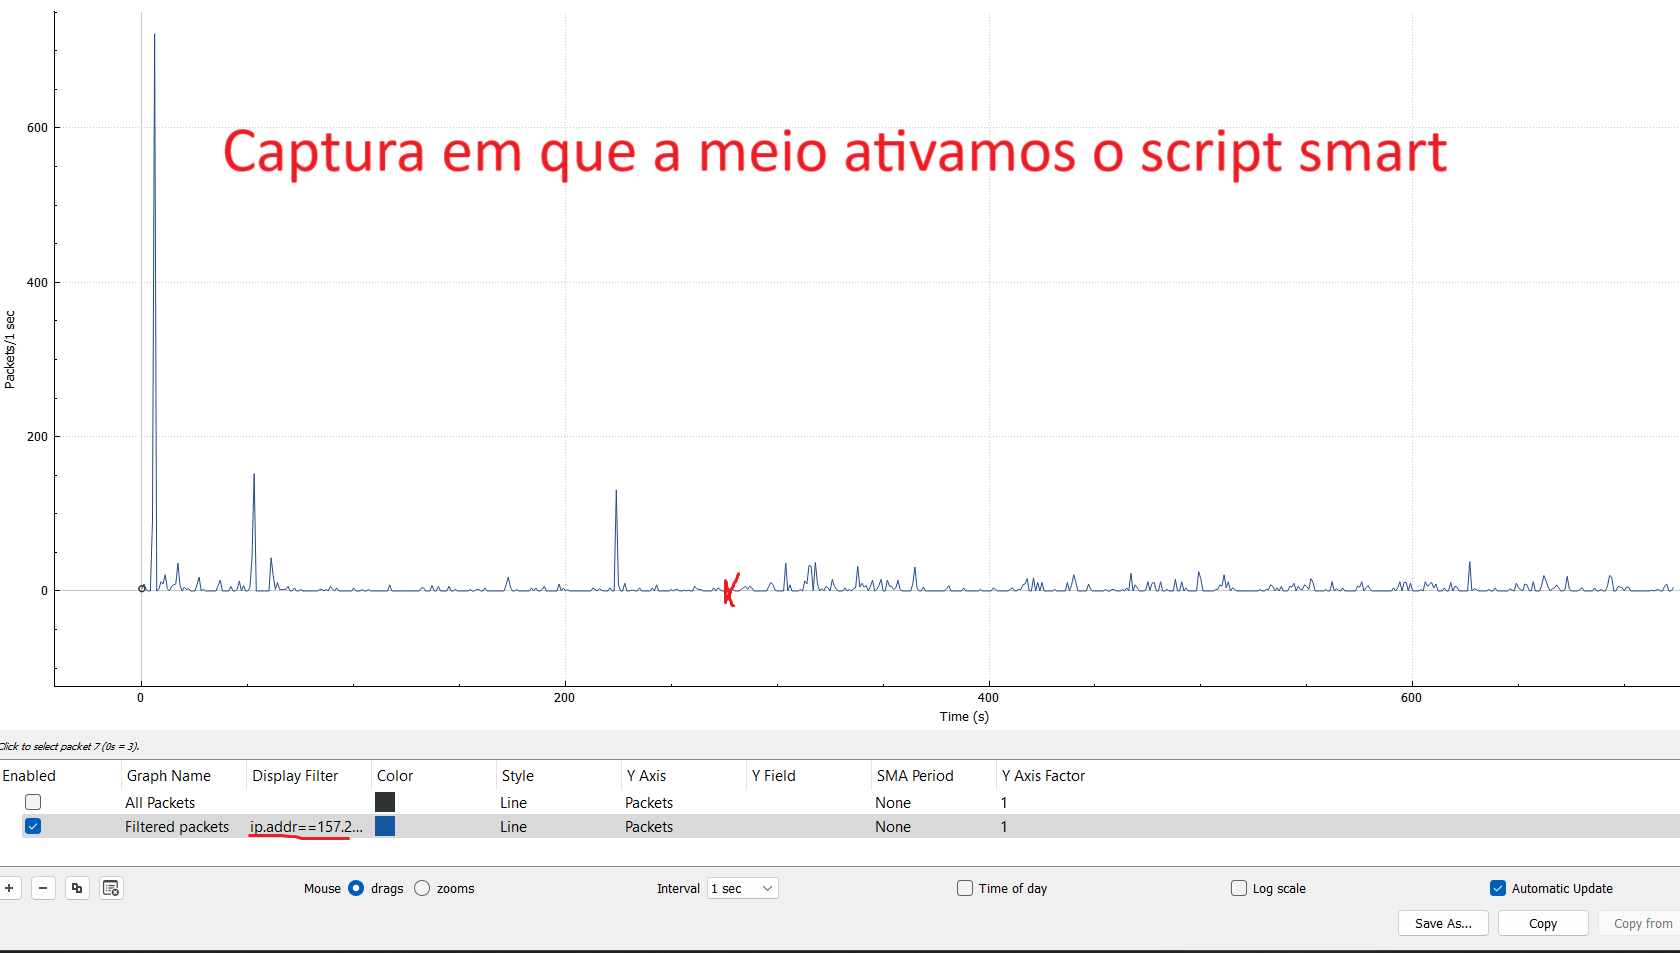 600
Captura em que a meio ativamos o script smart
400
Packets/1 sec
200
0
0 200 400 600
Time (s)
Click to select packet 7 (0s = 3).
Enabled Graph Name Display Filter Color Style Y Axis Y Field SMA Period Y Axis Factor
All Packets Line Packets None 1
Filtered packets ip.addr==157.2... Line Packets None 1
+ − Mouse drags zooms Interval 1 sec Time of day Log scale Automatic Update
Save As... Copy Copy from